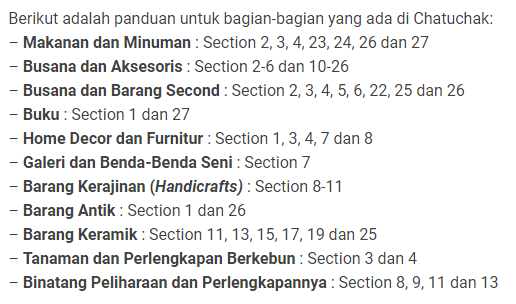 Berikut adalah panduan untuk bagian-bagian yang ada di Chatuchak:
– Makanan dan Minuman : Section 2, 3, 4, 23, 24, 26 dan 27
– Busana dan Aksesoris : Section 2-6 dan 10-26
– Busana dan Barang Second : Section 2, 3, 4, 5, 6, 22, 25 dan 26
– Buku : Section 1 dan 27
– Home Decor dan Furnitur : Section 1, 3, 4, 7 dan 8
– Galeri dan Benda-Benda Seni : Section 7
– Barang Kerajinan (Handicrafts) : Section 8-11
– Barang Antik : Section 1 dan 26
– Barang Keramik : Section 11, 13, 15, 17, 19 dan 25
– Tanaman dan Perlengkapan Berkebun : Section 3 dan 4
– Binatang Peliharaan dan Perlengkapannya : Section 8, 9, 11 dan 13